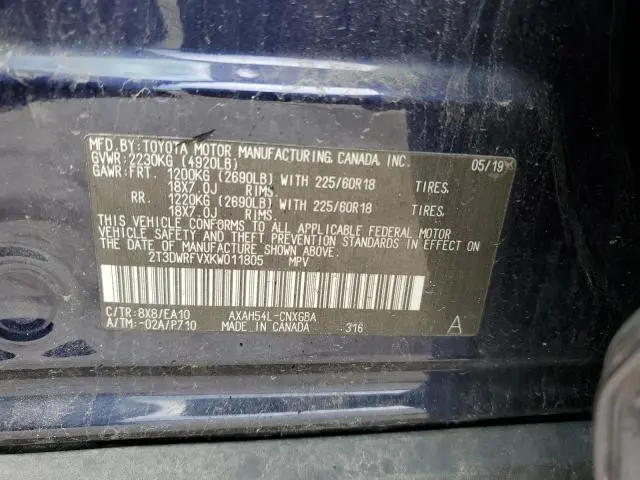 MFD.BY:TOYOTA MOTOR MANUFACTURING CANADA INC. 05/19
GVWR:2230KG (4920LB)
GAWR:FRT. 1200KG (2690LB) WITH 225/60R18 TIRES.
18X7.0J RIMS.
RR. 1220KG (2690LB) WITH 225/60R18 TIRES.
18X7.0J RIMS.
THIS VEHICLE CONFORMS TO ALL APPLICABLE FEDERAL MOTOR
VEHICLE SAFETY AND THEFT PREVENTION STANDARDS IN EFFECT
ON THE DATE OF MANUFACTURE SHOWN ABOVE.
2T3DWRFVXKW011805 MPV
C/TR:8X8/EA10 AXAH54L-CNXGBA
A/TM:-02A/P710 MADE IN CANADA 316 A